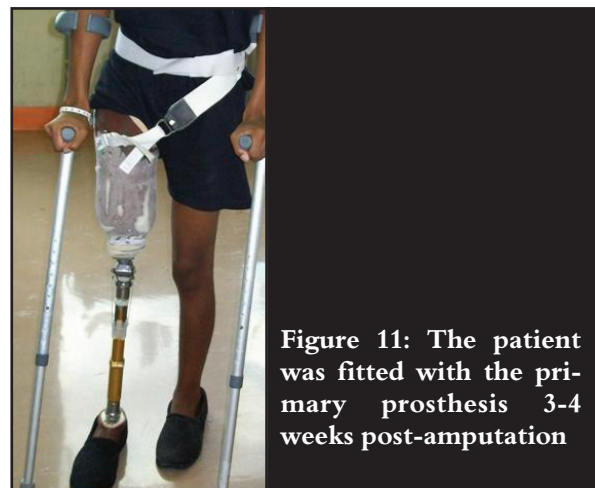 Figure 11: The patient
was fitted with the pri-
mary prosthesis 3-4
weeks post-amputation